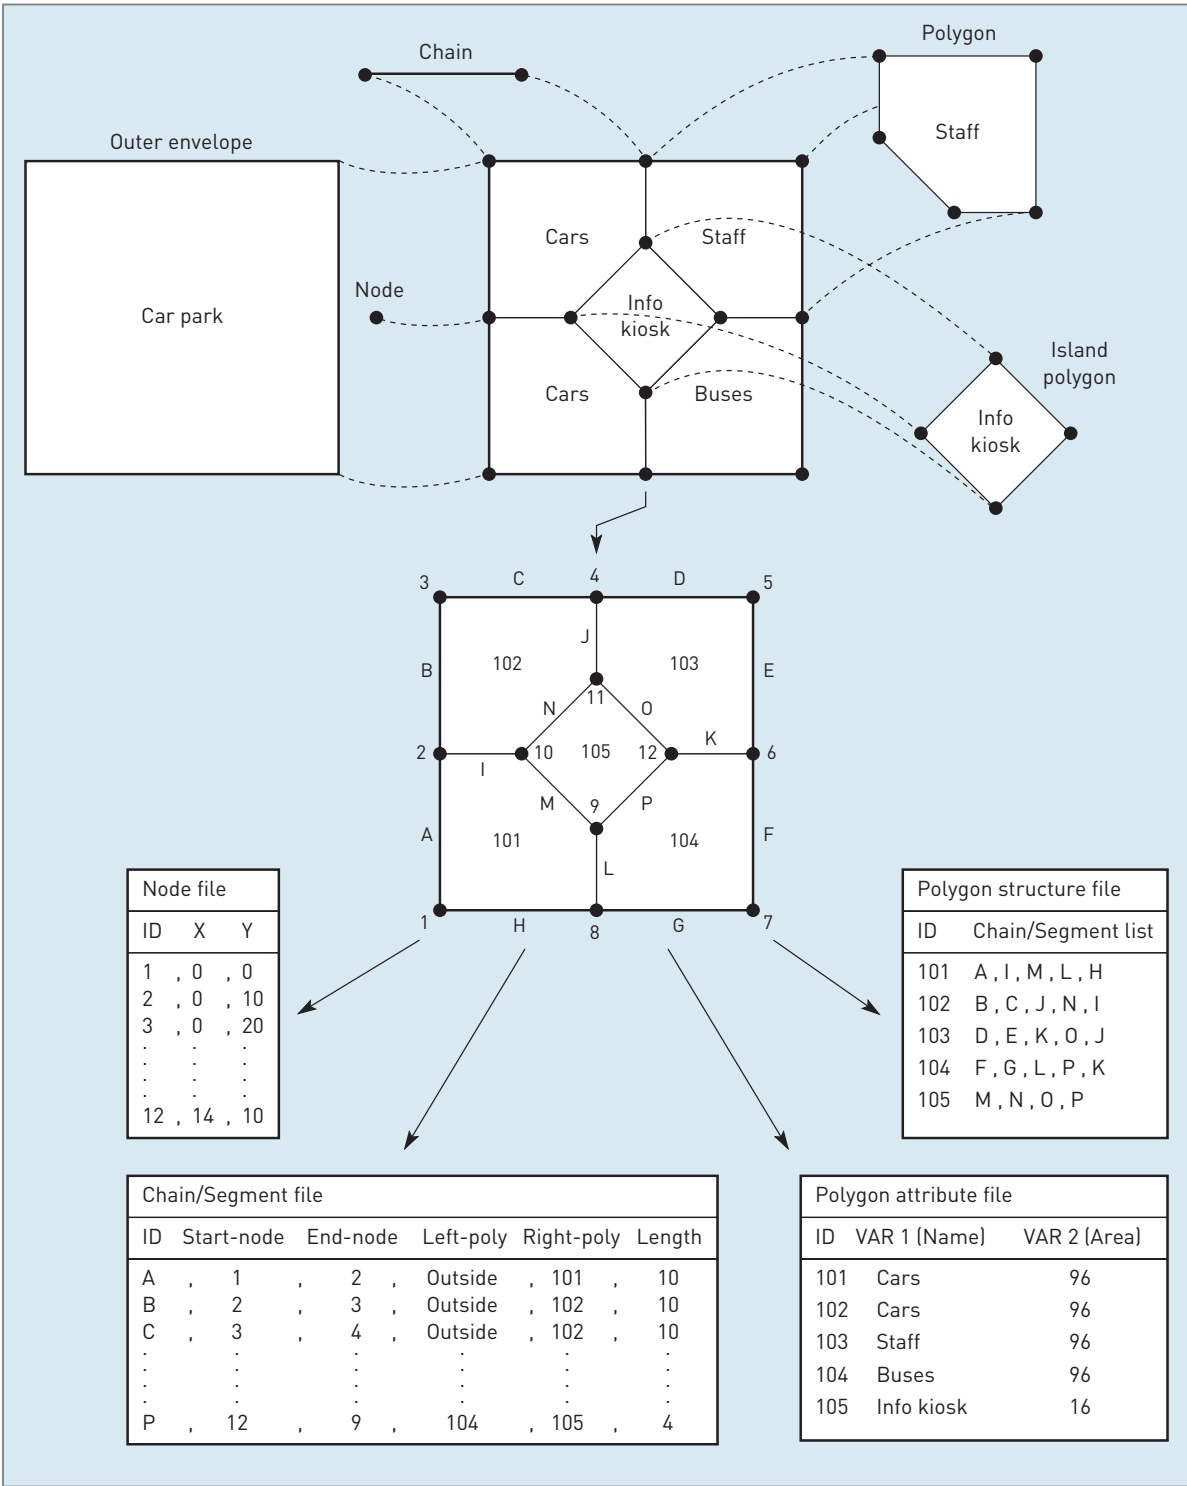 Chain
Polygon
Outer envelope
Staff
Cars
Staff
Node
Car park
Info
kiosk
Island
polygon
Cars
Buses
Info
kiosk
3 C 4 D 5
J
B 102 103 E
11
N O
2 10 105 12 K 6
I
M 9 P
A 101 104 F
L
1 H 8 G 7
Node file
ID X Y
1 , 0 , 0
2 , 0 , 10
3 , 0 , 20
. . .
. . .
. . .
. . .
12 , 14 , 10
Polygon structure file
ID Chain/Segment list
101 A , I , M , L , H
102 B , C , J , N , I
103 D , E , K , O , J
104 F , G , L , P , K
105 M , N , O , P
Chain/Segment file
ID Start-node End-node Left-poly Right-poly Length
A , 1 , 2 , Outside , 101 , 10
B , 2 , 3 , Outside , 102 , 10
C , 3 , 4 , Outside , 102 , 10
. . . . . .
. . . . . .
. . . . . .
. . . . . .
P , 12 , 9 , 104 , 105 , 4
Polygon attribute file
ID VAR 1 (Name) VAR 2 (Area)
101 Cars 96
102 Cars 96
103 Staff 96
104 Buses 96
105 Info kiosk 16